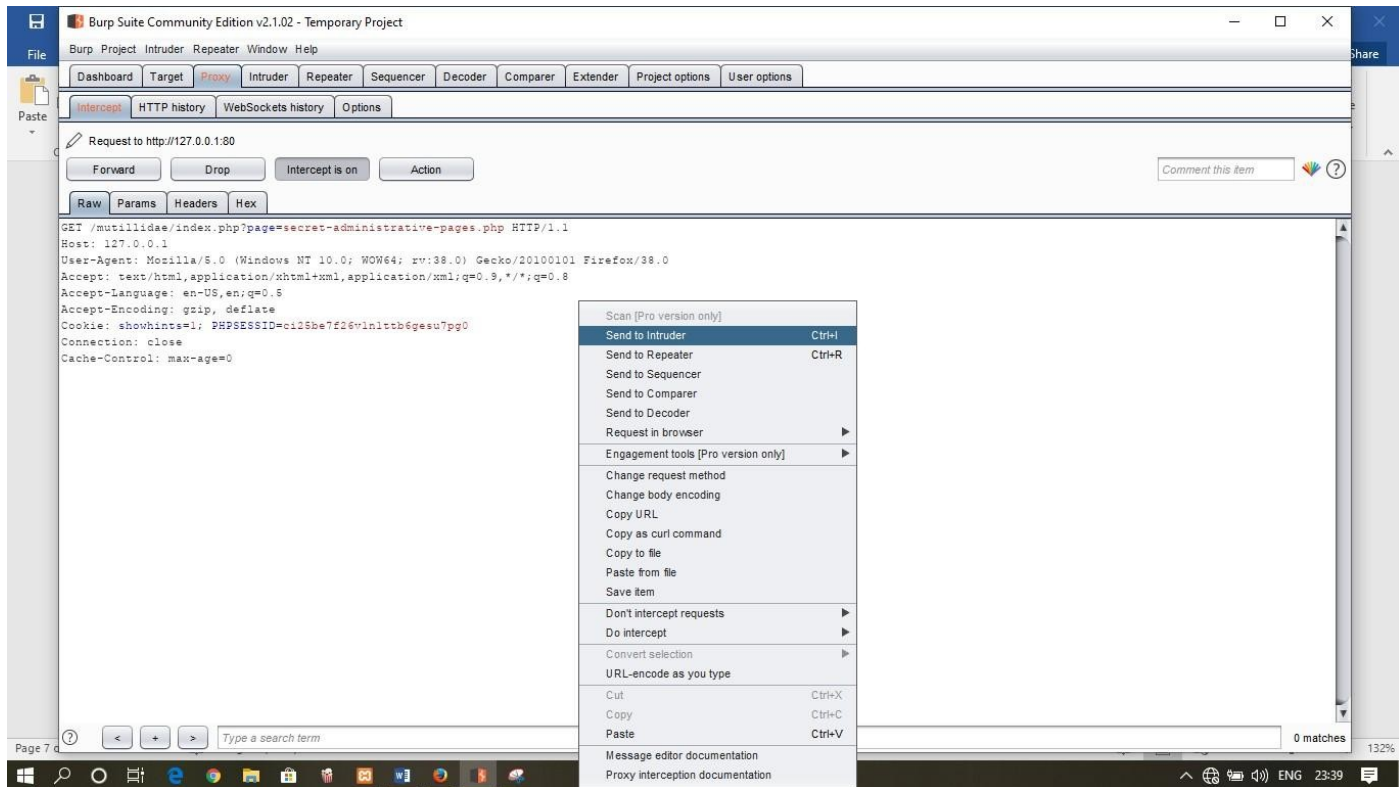 Burp Suite Community Edition v2.1.02 - Temporary Project
File
Share
Burp Project Intruder Repeater Window Help
Dashboard Target Proxy Intruder Repeater Sequencer Decoder Comparer Extender Project options User options
Paste
Intercept HTTP history WebSockets history Options
Request to http://127.0.0.1:80
Forward Drop Intercept is on Action Comment this item
Raw Params Headers Hex
GET /mutillidae/index.php?page=secret-administrative-pages.php HTTP/1.1
Host: 127.0.0.1
User-Agent: Mozilla/5.0 (Windows NT 10.0; WOW64; rv:38.0) Gecko/20100101 Firefox/38.0
Accept: text/html,application/xhtml+xml,application/xml;q=0.9,*/*;q=0.8
Accept-Language: en-US,en;q=0.5
Accept-Encoding: gzip, deflate
Cookie: showhints=1; PHPSESSID=ci25be7f26v1n1ttb6gesu7pg0
Connection: close
Cache-Control: max-age=0
Scan [Pro version only]
Send to Intruder Ctrl+I
Send to Repeater Ctrl+R
Send to Sequencer
Send to Comparer
Send to Decoder
Request in browser
Engagement tools [Pro version only]
Change request method
Change body encoding
Copy URL
Copy as curl command
Copy to file
Paste from file
Save item
Don't intercept requests
Do intercept
Convert selection
URL-encode as you type
Cut Ctrl+X
Copy Ctrl+C
Paste Ctrl+V
Message editor documentation
Proxy interception documentation
? < + > Type a search term 0 matches
Page 7 132%
ENG 23:39